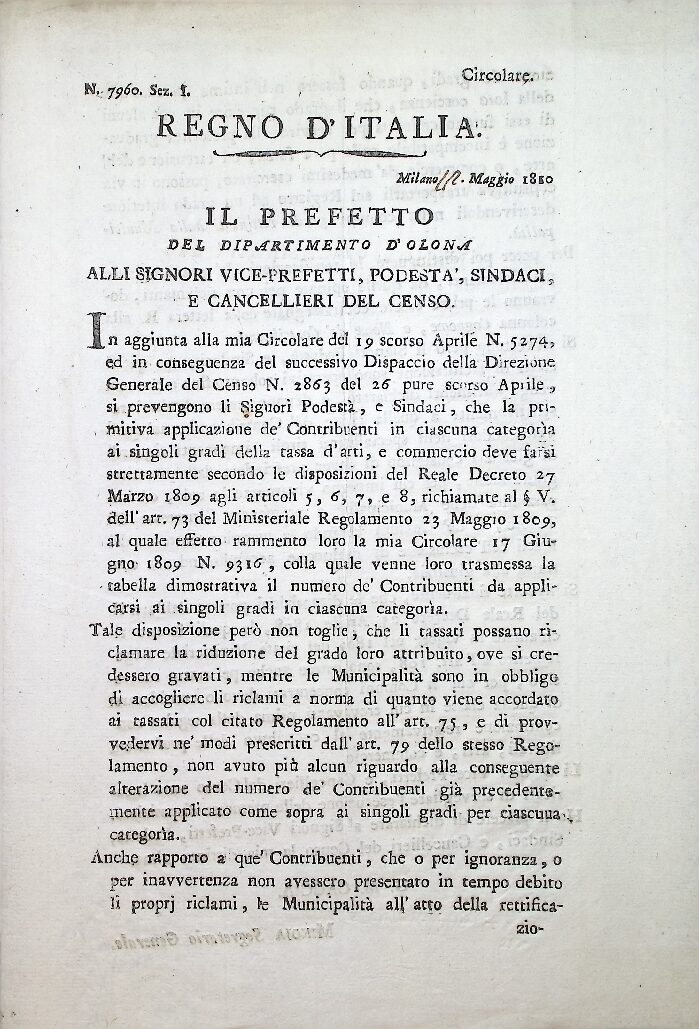 Circolare.
N. 7960. Sez. I.
REGNO D'ITALIA.
Milano Maggio 1810
IL PREFETTO
DEL DIPARTIMENTO D'OLONA
ALLI SIGNORI VICE-PREFETTI, PODESTA', SINDACI,
E CANCELLIERI DEL CENSO.
In aggiunta alla mia Circolare del 19 scorso Aprile N. 5274,
ed in conseguenza del successivo Dispaccio della Direzione
Generale del Censo N. 2863 del 26 pure scorso Aprile,
si prevengono li Signori Podestà, e Sindaci, che la pri-
mitiva applicazione de' Contribuenti in ciascuna categorìa
ai singoli gradi della tassa d'arti, e commercio deve farsi
strettamente secondo le disposizioni del Reale Decreto 27
Marzo 1809 agli articoli 5, 6, 7, e 8, richiamate al § V.
dell'art. 73 del Ministeriale Regolamento 23 Maggio 1809,
al quale effetto rammento loro la mia Circolare 17 Giu-
gno 1809 N. 9316, colla quale venne loro trasmessa la
tabella dimostrativa il numero de' Contribuenti da appli-
carsi ai singoli gradi in ciascuna categorìa.
Tale disposizione però non toglie, che li tassati possano ri-
clamare la riduzione del grado loro attribuito, ove si cre-
dessero gravati, mentre le Municipalità sono in obbligo
di accogliere li riclami a norma di quanto viene accordato
ai tassati col citato Regolamento all'art. 75, e di prov-
vedervi ne' modi prescritti dall'art. 79 dello stesso Rego-
lamento, non avuto più alcun riguardo alla conseguente
alterazione del numero de' Contribuenti già precedente-
mente applicato come sopra ai singoli gradi per ciascuna
categorìa.
Anche rapporto a que' Contribuenti, che o per ignoranza, o
per inavvertenza non avessero presentato in tempo debito
li proprj riclami, le Municipalità all'atto della rettifica-
zio-